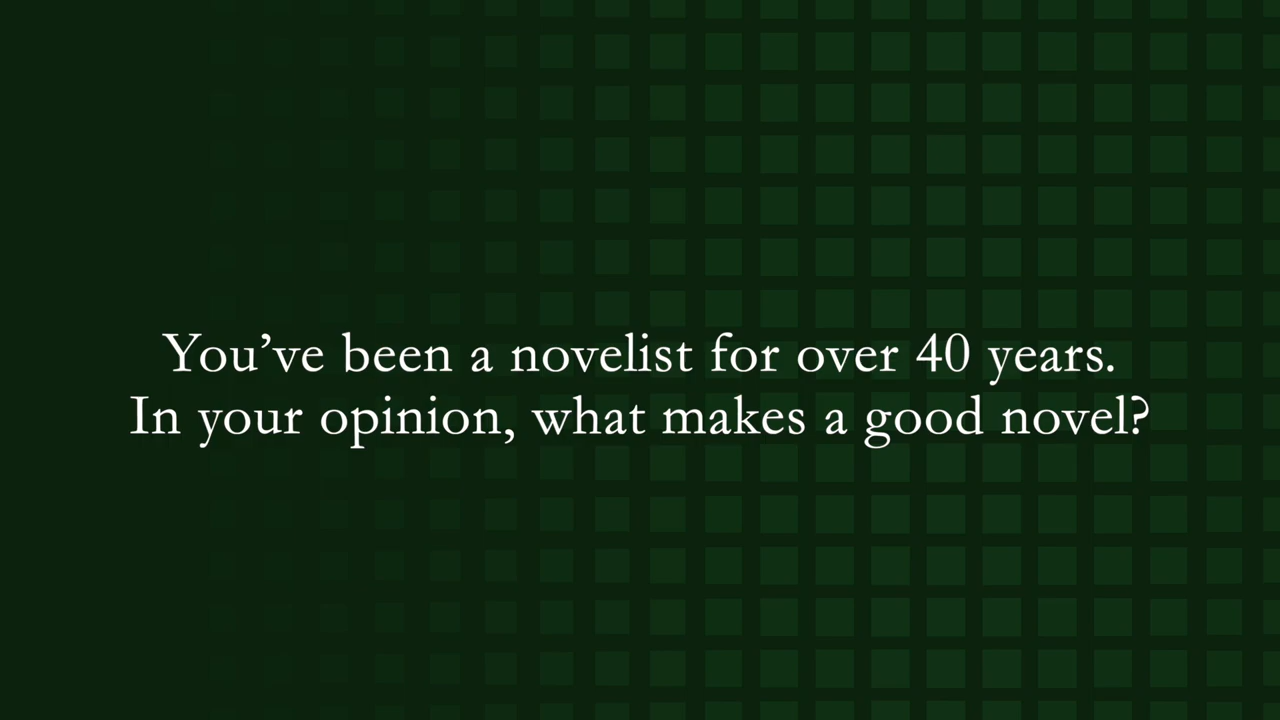 You’ve been a novelist for over 40 years.
In your opinion, what makes a good novel?